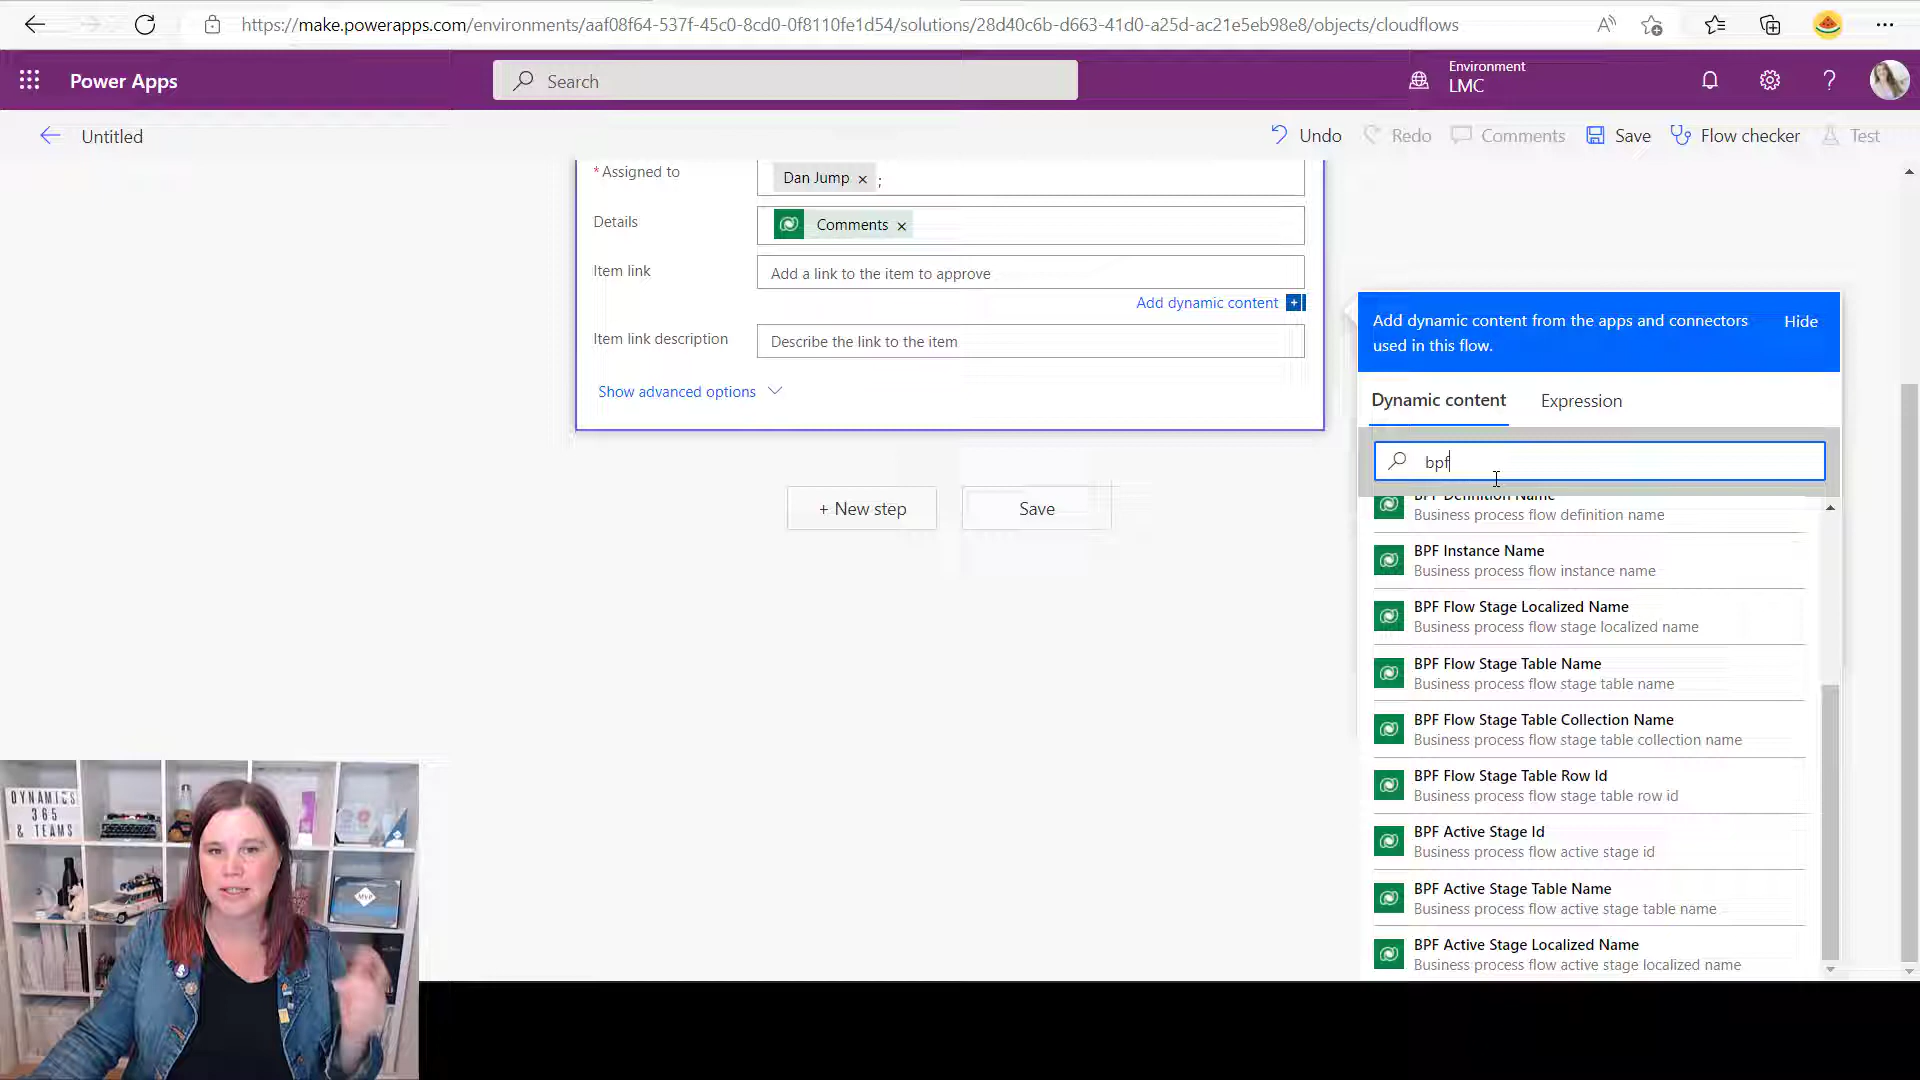 https://make.powerapps.com/environments/aaf08f64-537f-45c0-8cd0-0f8110fe1d54/solutions/28d40c6b-d663-41d0-a25d-ac21e5eb98e8/objects/cloudflows
Power Apps
Search
Environment
LMC
Untitled
Undo
Redo
Comments
Save
Flow checker
Test
* Assigned to
Dan Jump × ;
Details
Comments ×
Item link
Add a link to the item to approve
Add dynamic content
Item link description
Describe the link to the item
Show advanced options
+ New step
Save
Add dynamic content from the apps and connectors
used in this flow.
Hide
Dynamic content
Expression
bpf
BPF Definition Name
Business process flow definition name
BPF Instance Name
Business process flow instance name
BPF Flow Stage Localized Name
Business process flow stage localized name
BPF Flow Stage Table Name
Business process flow stage table name
BPF Flow Stage Table Collection Name
Business process flow stage table collection name
BPF Flow Stage Table Row Id
Business process flow stage table row id
BPF Active Stage Id
Business process flow active stage id
BPF Active Stage Table Name
Business process flow active stage table name
BPF Active Stage Localized Name
Business process flow active stage localized name
DYNAMICS
365
& TEAMS
MVP